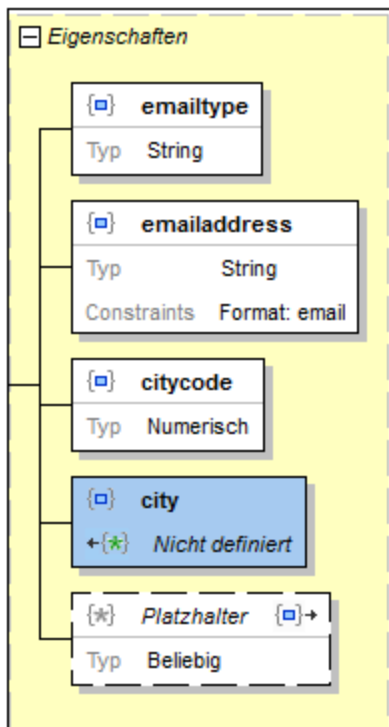 Eigenschaften
emailtype
Typ String
emailaddress
Typ String
Constraints Format: email
citycode
Typ Numerisch
city
Nicht definiert
Platzhalter
Typ Beliebig